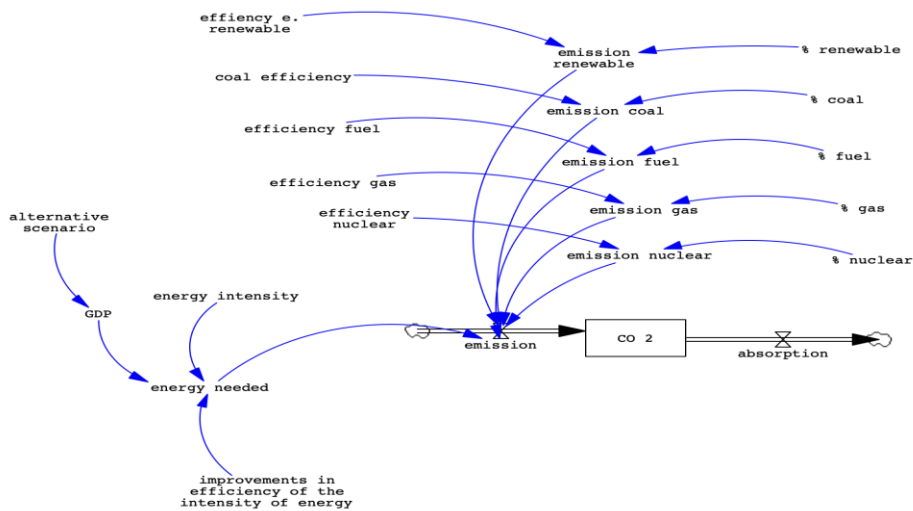 effiency e.
renewable
emission
renewable
% renewable
coal efficiency
emission coal
% coal
efficiency fuel
emission fuel
% fuel
efficiency gas
emission gas
% gas
efficiency
nuclear
emission nuclear
% nuclear
alternative
scenario
energy intensity
GDP
emission
CO 2
absorption
energy needed
improvements in
efficiency of the
intensity of energy